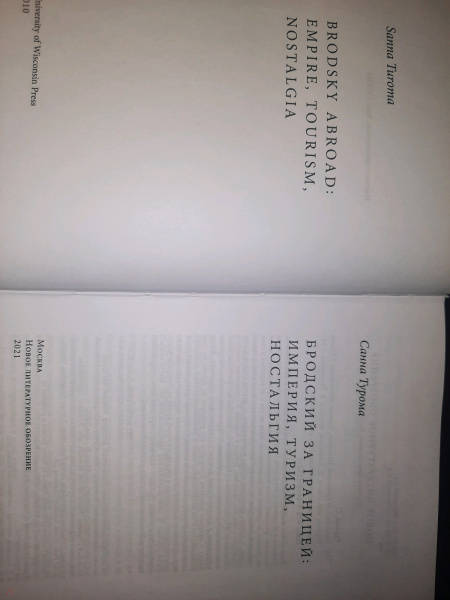 Sanna Turoma
BRODSKY ABROAD:
EMPIRE, TOURISM,
NOSTALGIA
University of Wisconsin Press
2010
Санна Турома
БРОДСКИЙ ЗА ГРАНИЦЕЙ:
ИМПЕРИЯ, ТУРИЗМ,
НОСТАЛЬГИЯ
Москва
Новое литературное обозрение
2021